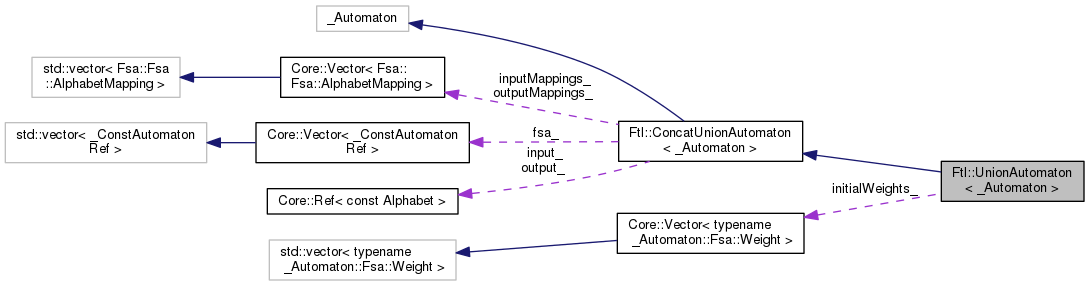 _Automaton
std::vector< Fsa::Fsa
::AlphabetMapping >
Core::Vector< Fsa::
Fsa::AlphabetMapping >
inputMappings_
outputMappings_
std::vector< _ConstAutomaton
Ref >
Core::Vector< _ConstAutomaton
Ref >
fsa_
input_
output_
Ftl::ConcatUnionAutomaton
< _Automaton >
Core::Ref< const Alphabet >
Ftl::UnionAutomaton
< _Automaton >
initialWeights_
Core::Vector< typename
_Automaton::Fsa::Weight >
std::vector< typename
_Automaton::Fsa::Weight >